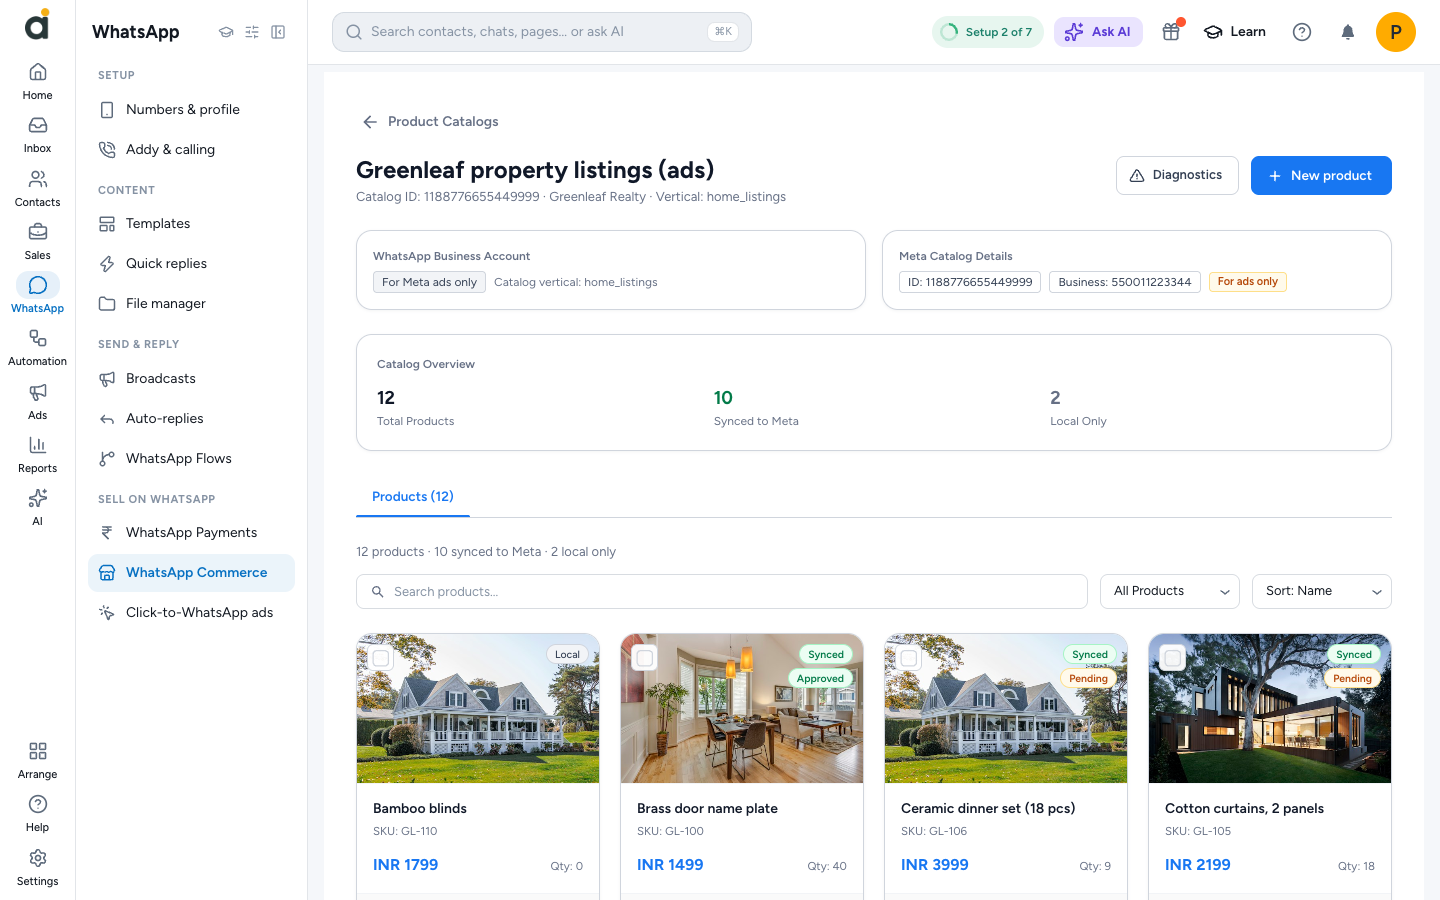 WhatsApp
Search contacts, chats, pages... or ask AI
⌘K
Setup 2 of 7
Ask AI
Learn
P
Home
Inbox
Contacts
Sales
WhatsApp
Automation
Ads
Reports
AI
Arrange
Help
Settings
SETUP
Numbers & profile
Addy & calling
CONTENT
Templates
Quick replies
File manager
SEND & REPLY
Broadcasts
Auto-replies
WhatsApp Flows
SELL ON WHATSAPP
WhatsApp Payments
WhatsApp Commerce
Click-to-WhatsApp ads
Product Catalogs
Greenleaf property listings (ads)
Catalog ID: 1188776655449999 · Greenleaf Realty · Vertical: home_listings
Diagnostics
New product
WhatsApp Business Account
For Meta ads only
Catalog vertical: home_listings
Meta Catalog Details
ID: 1188776655449999
Business: 550011223344
For ads only
Catalog Overview
12
Total Products
10
Synced to Meta
2
Local Only
Products (12)
12 products · 10 synced to Meta · 2 local only
Search products...
All Products
Sort: Name
Local
Bamboo blinds
SKU: GL-110
INR 1799
Qty: 0
Synced
Approved
Brass door name plate
SKU: GL-100
INR 1499
Qty: 40
Synced
Pending
Ceramic dinner set (18 pcs)
SKU: GL-106
INR 3999
Qty: 9
Synced
Pending
Cotton curtains, 2 panels
SKU: GL-105
INR 2199
Qty: 18